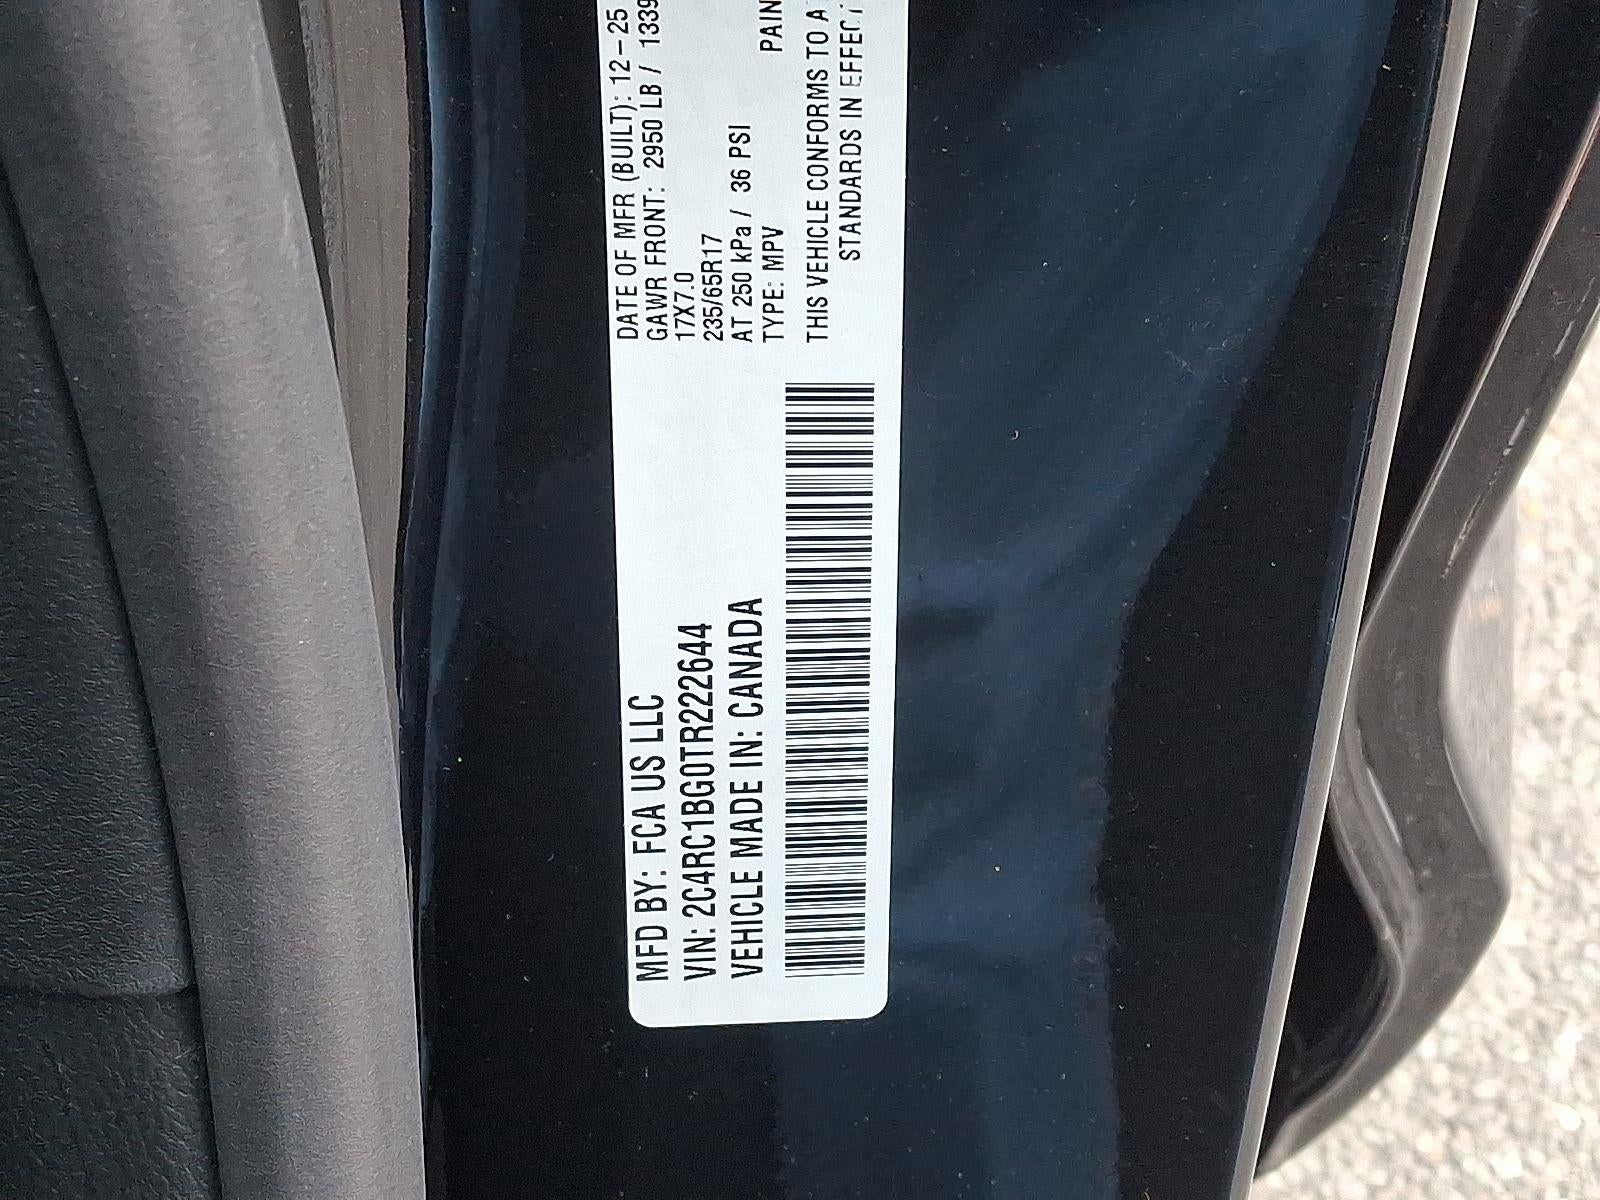 MFD BY: FCA US LLC
VIN: 2C4RC1BG0TR222644
VEHICLE MADE IN: CANADA
DATE OF MFR (BUILT): 12-25
GAWR FRONT: 2950 LB / 1339
17X7.0
235/65R17
AT 250 kPa / 36 PSI
TYPE: MPV PAIN
THIS VEHICLE CONFORMS TO A
STANDARDS IN EFFECT